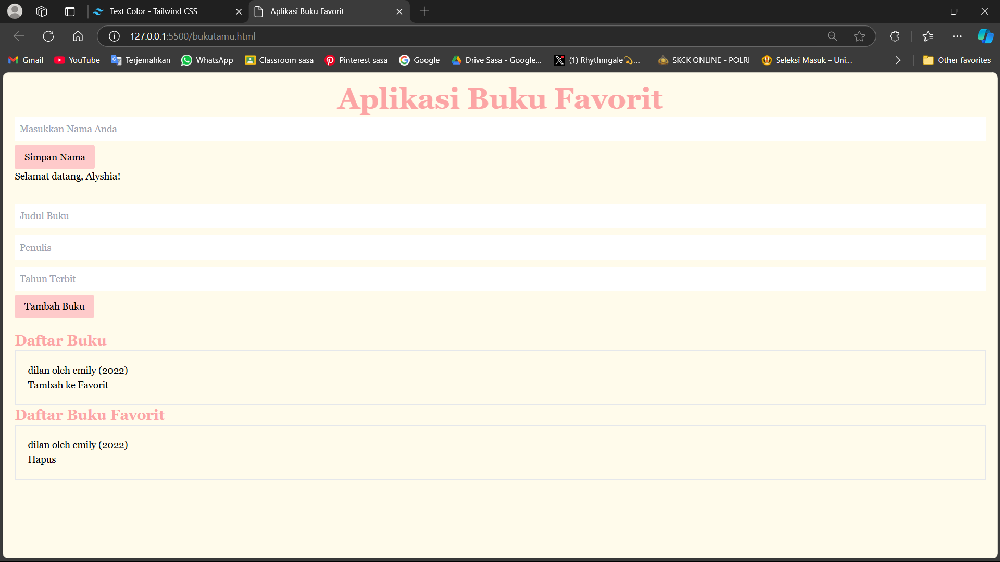 Text Color - Tailwind CSS
Aplikasi Buku Favorit
127.0.0.1:5500/bukutamu.html
Gmail YouTube Terjemahkan WhatsApp Classroom sasa Pinterest sasa Google Drive Sasa - Google... (1) Rhythmgale💫... SKCK ONLINE - POLRI Seleksi Masuk – Uni... Other favorites
Aplikasi Buku Favorit
Masukkan Nama Anda
Simpan Nama
Selamat datang, Alyshia!
Judul Buku
Penulis
Tahun Terbit
Tambah Buku
Daftar Buku
dilan oleh emily (2022)
Tambah ke Favorit
Daftar Buku Favorit
dilan oleh emily (2022)
Hapus